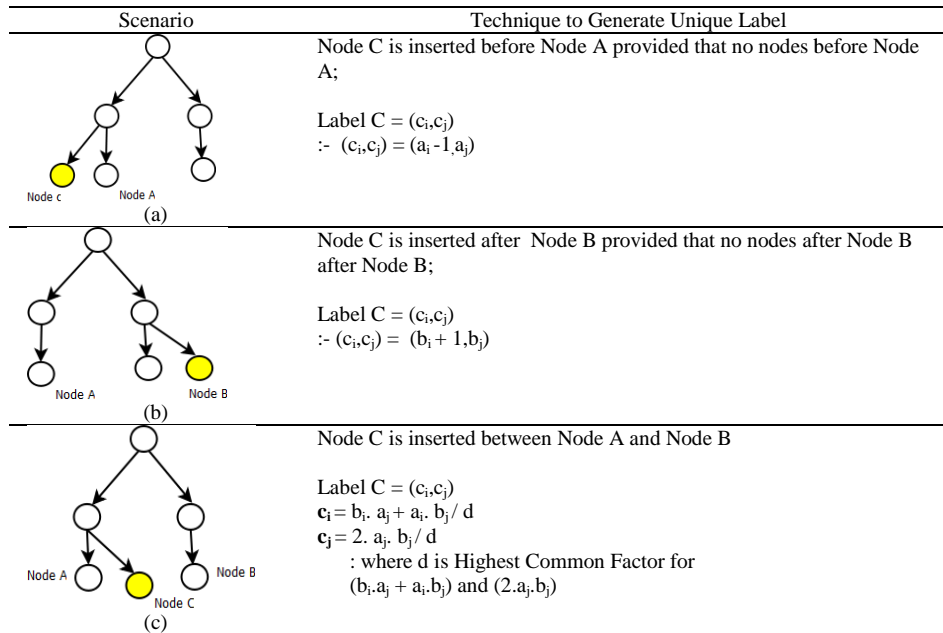 Scenario
Technique to Generate Unique Label
Node c
Node A
(a)
Node C is inserted before Node A provided that no nodes before Node
A;
Label C = (cᵢ,cⱼ)
:- (cᵢ,cⱼ) = (aᵢ -1,aⱼ)
Node A
Node B
(b)
Node C is inserted after Node B provided that no nodes after Node B
after Node B;
Label C = (cᵢ,cⱼ)
:- (cᵢ,cⱼ) = (bᵢ + 1,bⱼ)
Node A
Node B
Node C
(c)
Node C is inserted between Node A and Node B
Label C = (cᵢ,cⱼ)
cᵢ = bᵢ. aⱼ + aᵢ. bⱼ / d
cⱼ = 2. aⱼ. bⱼ / d
: where d is Highest Common Factor for
(bᵢ.aⱼ + aᵢ.bⱼ) and (2.aⱼ.bⱼ)